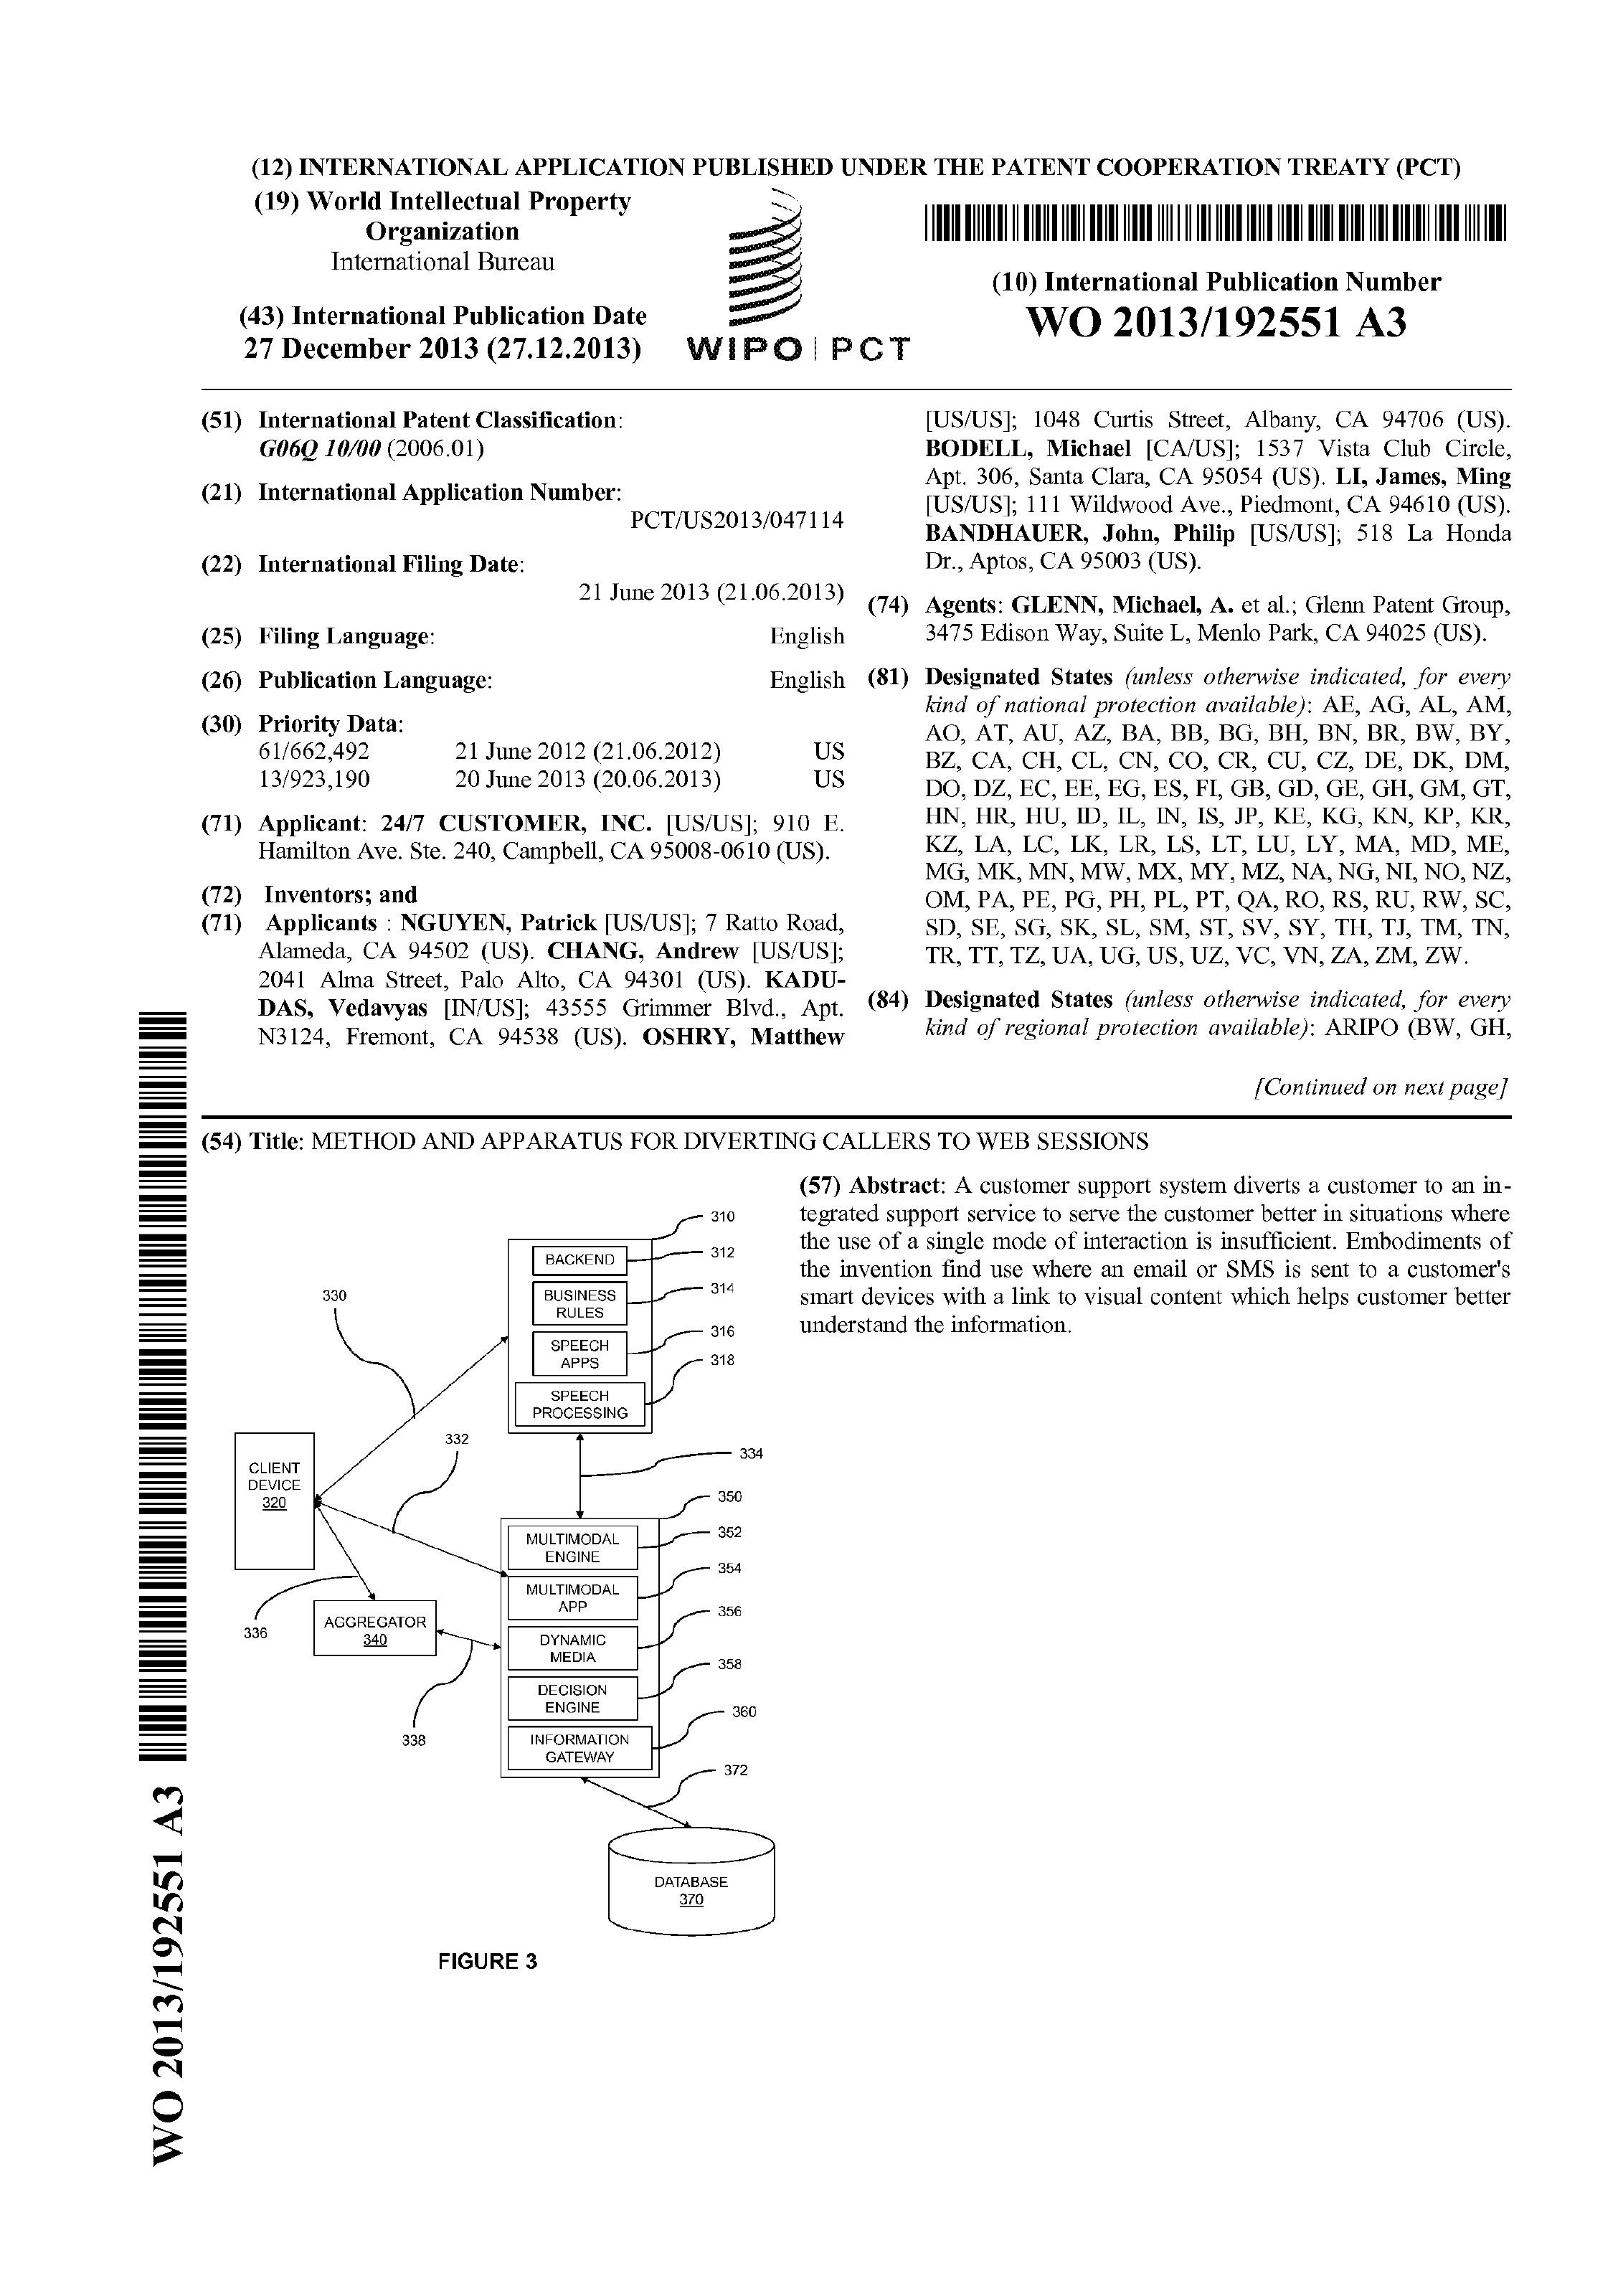 (12) INTERNATIONAL APPLICATION PUBLISHED UNDER THE PATENT COOPERATION TREATY (PCT)
(19) World Intellectual Property
Organization
International Bureau
(43) International Publication Date
27 December 2013 (27.12.2013)
WIPO | PCT
(10) International Publication Number
WO 2013/192551 A3
(51) International Patent Classification:
G06Q 10/00 (2006.01)
(21) International Application Number:
PCT/US2013/047114
(22) International Filing Date:
21 June 2013 (21.06.2013)
(25) Filing Language: English
(26) Publication Language: English
(30) Priority Data:
61/662,492 21 June 2012 (21.06.2012) US
13/923,190 20 June 2013 (20.06.2013) US
(71) Applicant: 24/7 CUSTOMER, INC. [US/US]; 910 E.
Hamilton Ave. Ste. 240, Campbell, CA 95008-0610 (US).
(72) Inventors; and
(71) Applicants : NGUYEN, Patrick [US/US]; 7 Ratto Road,
Alameda, CA 94502 (US). CHANG, Andrew [US/US];
2041 Alma Street, Palo Alto, CA 94301 (US). KADU-
DAS, Vedavyas [IN/US]; 43555 Grimmer Blvd., Apt.
N3124, Fremont, CA 94538 (US). OSHRY, Matthew
[US/US]; 1048 Curtis Street, Albany, CA 94706 (US).
BODELL, Michael [CA/US]; 1537 Vista Club Circle,
Apt. 306, Santa Clara, CA 95054 (US). LI, James, Ming
[US/US]; 111 Wildwood Ave., Piedmont, CA 94610 (US).
BANDHAUER, John, Philip [US/US]; 518 La Honda
Dr., Aptos, CA 95003 (US).
(74) Agents: GLENN, Michael, A. et al.; Glenn Patent Group,
3475 Edison Way, Suite L, Menlo Park, CA 94025 (US).
(81) Designated States (unless otherwise indicated, for every
kind of national protection available): AE, AG, AL, AM,
AO, AT, AU, AZ, BA, BB, BG, BH, BN, BR, BW, BY,
BZ, CA, CH, CL, CN, CO, CR, CU, CZ, DE, DK, DM,
DO, DZ, EC, EE, EG, ES, FI, GB, GD, GE, GH, GM, GT,
HN, HR, HU, ID, IL, IN, IS, JP, KE, KG, KN, KP, KR,
KZ, LA, LC, LK, LR, LS, LT, LU, LY, MA, MD, ME,
MG, MK, MN, MW, MX, MY, MZ, NA, NG, NI, NO, NZ,
OM, PA, PE, PG, PH, PL, PT, QA, RO, RS, RU, RW, SC,
SD, SE, SG, SK, SL, SM, ST, SV, SY, TH, TJ, TM, TN,
TR, TT, TZ, UA, UG, US, UZ, VC, VN, ZA, ZM, ZW.
(84) Designated States (unless otherwise indicated, for every
kind of regional protection available): ARIPO (BW, GH,
[Continued on next page]
(54) Title: METHOD AND APPARATUS FOR DIVERTING CALLERS TO WEB SESSIONS
(57) Abstract: A customer support system diverts a customer to an in-
tegrated support service to serve the customer better in situations where
the use of a single mode of interaction is insufficient. Embodiments of
the invention find use where an email or SMS is sent to a customer's
smart devices with a link to visual content which helps customer better
understand the information.
310
BACKEND
312
BUSINESS
RULES
314
SPEECH
APPS
316
SPEECH
PROCESSING
318
330
332
334
CLIENT
DEVICE
320
350
MULTIMODAL
ENGINE
352
MULTIMODAL
APP
354
DYNAMIC
MEDIA
356
DECISION
ENGINE
358
INFORMATION
GATEWAY
360
336
AGGREGATOR
340
338
372
DATABASE
370
FIGURE 3
WO 2013/192551 A3